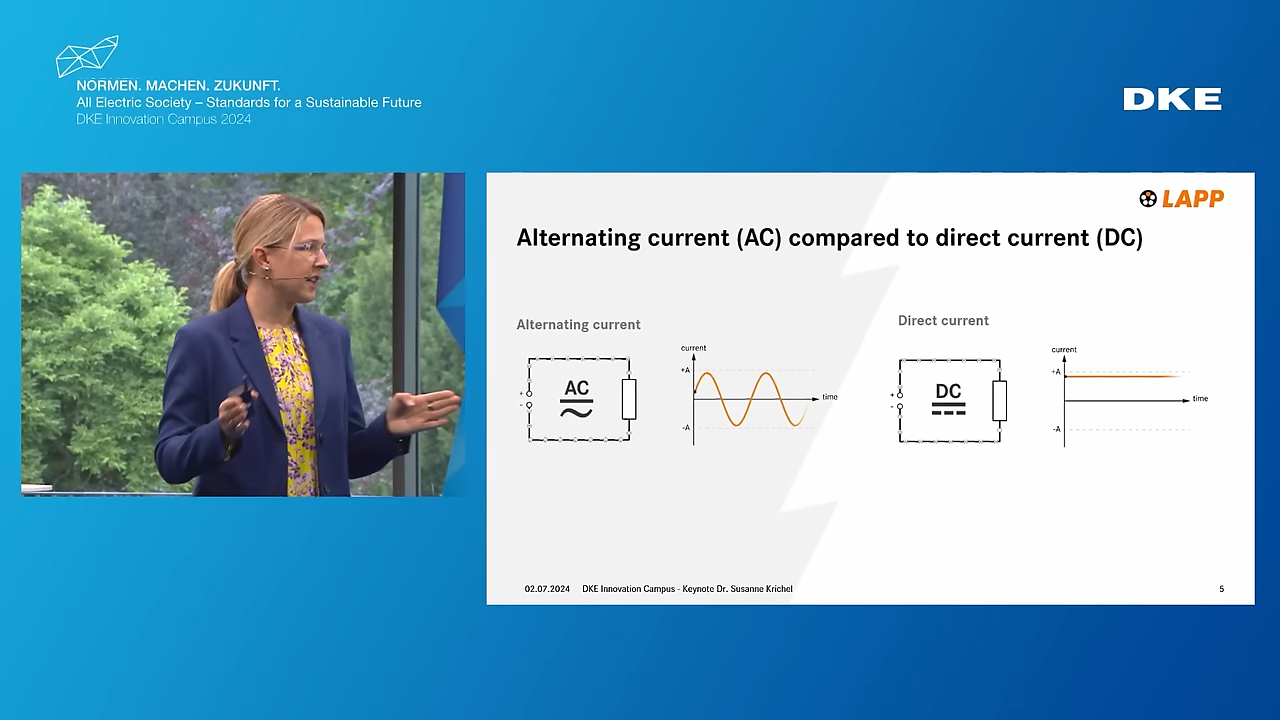 NORMEN. MACHEN. ZUKUNFT.
All Electric Society – Standards for a Sustainable Future
DKE Innovation Campus 2024
DKE
LAPP
Alternating current (AC) compared to direct current (DC)
Alternating current
AC
+
-
current
+A
-A
time
Direct current
DC
+
-
current
+A
-A
time
02.07.2024 DKE Innovation Campus - Keynote Dr. Susanne Krichel
5